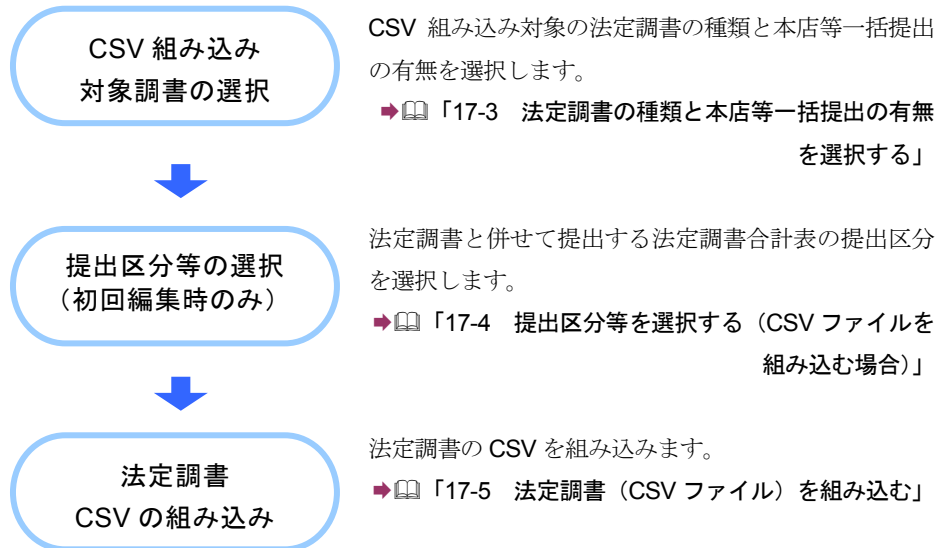 CSV 組み込み
対象調書の選択
CSV 組み込み対象の法定調書の種類と本店等一括提出
の有無を選択します。
➡🕮「17-3　法定調書の種類と本店等一括提出の有無
を選択する」
提出区分等の選択
（初回編集時のみ）
法定調書と併せて提出する法定調書合計表の提出区分
を選択します。
➡🕮「17-4　提出区分等を選択する（CSV ファイルを
組み込む場合）」
法定調書
CSV の組み込み
法定調書の CSV を組み込みます。
➡🕮「17-5　法定調書（CSV ファイル）を組み込む」